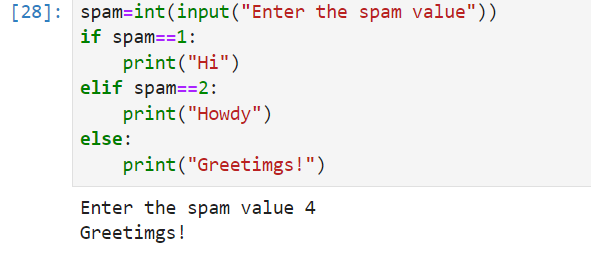 [28]: spam=int(input("Enter the spam value"))
if spam==1:
    print("Hi")
elif spam==2:
    print("Howdy")
else:
    print("Greetimgs!")
Enter the spam value 4
Greetimgs!